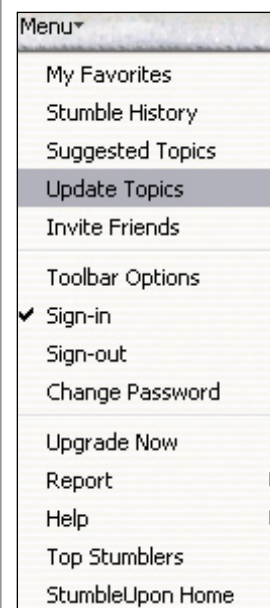 Menu
My Favorites
Stumble History
Suggested Topics
Update Topics
Invite Friends
Toolbar Options
Sign-in
Sign-out
Change Password
Upgrade Now
Report
Help
Top Stumblers
StumbleUpon Home